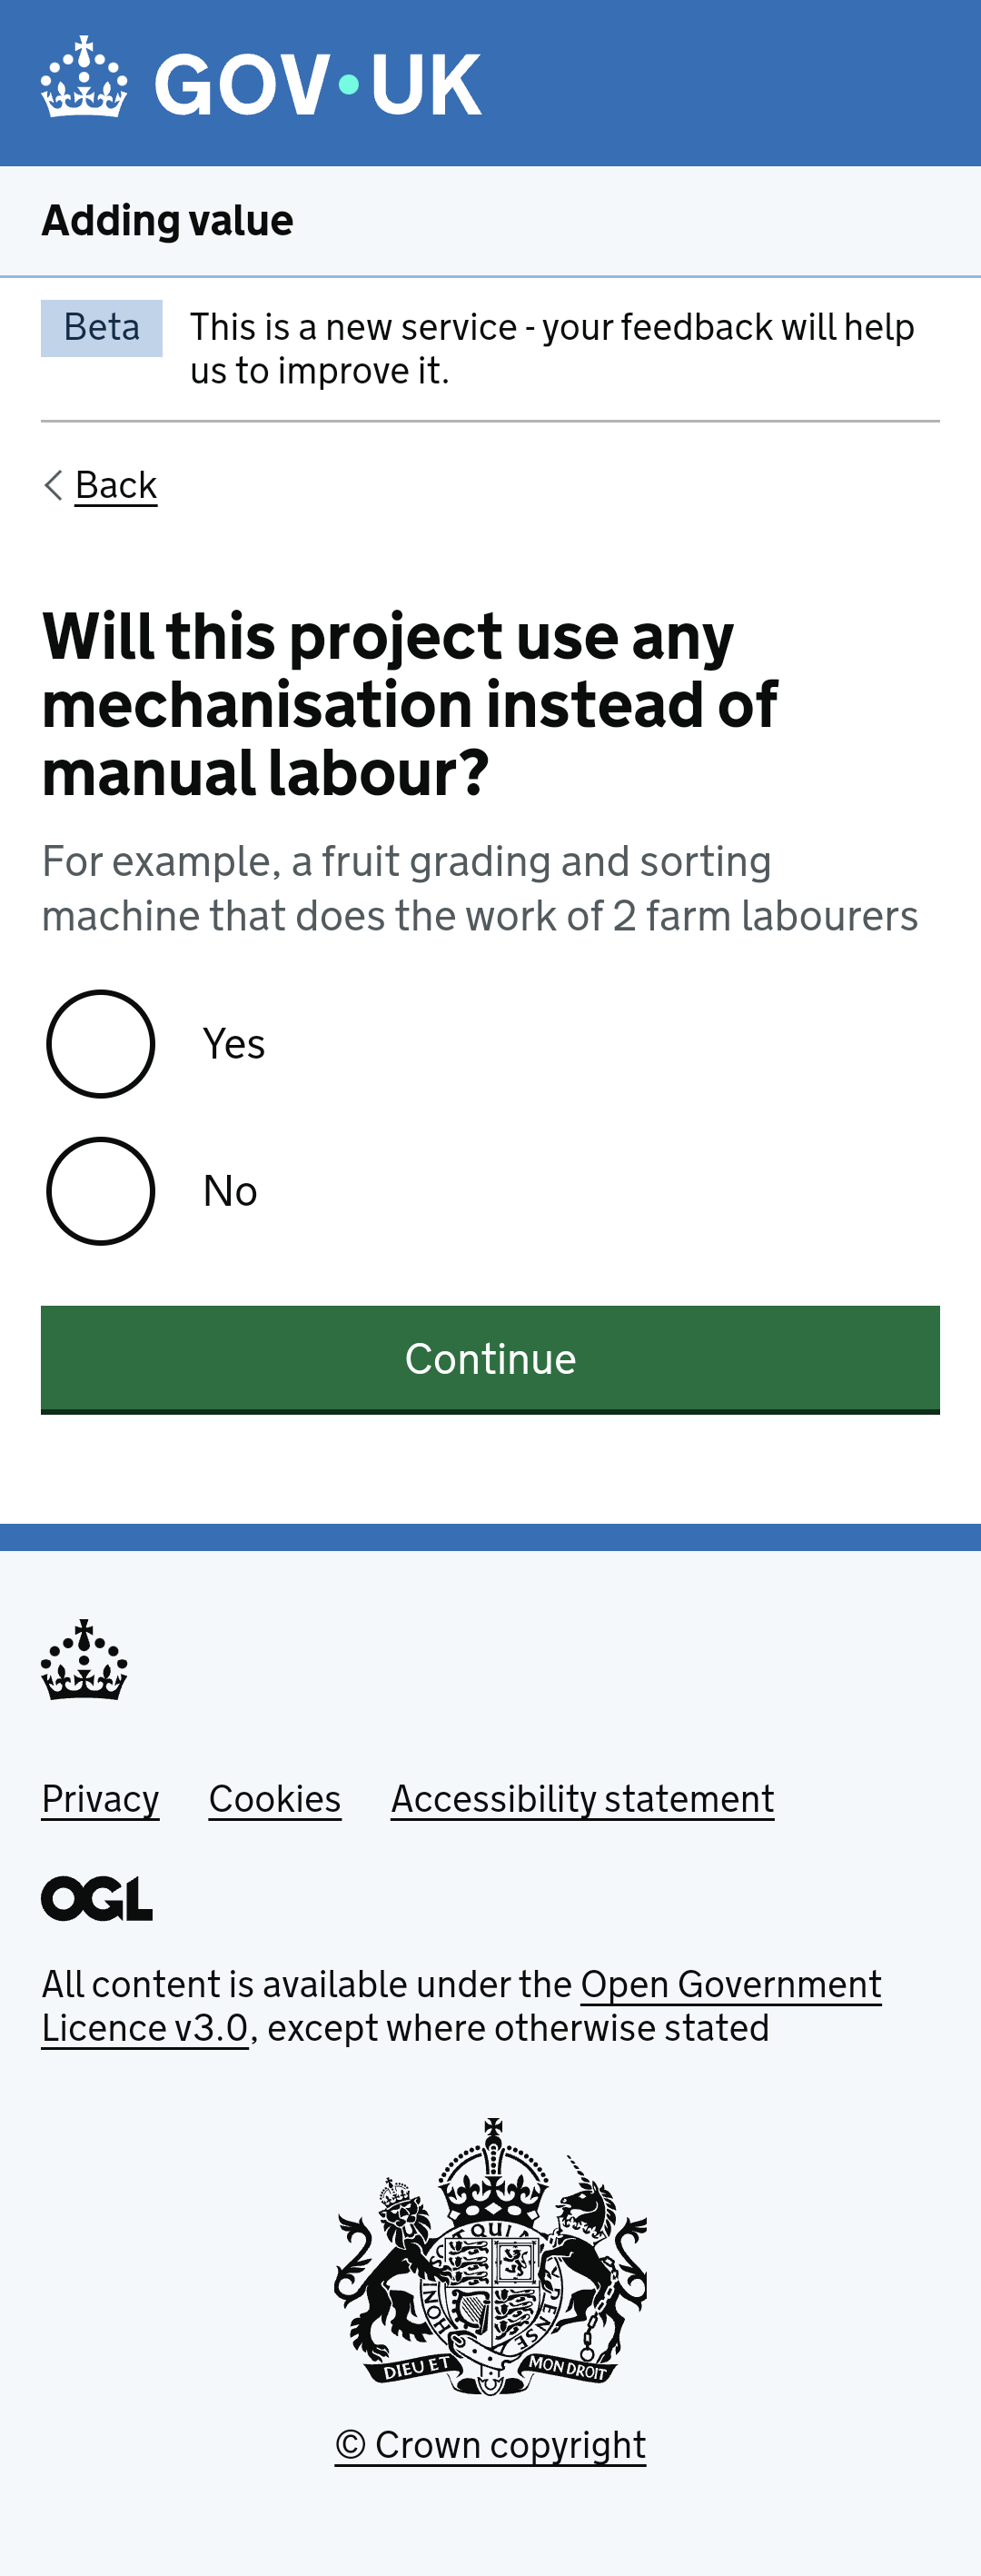 GOV•UK
Adding value
Beta
This is a new service - your feedback will help
us to improve it.
Back
Will this project use any
mechanisation instead of
manual labour?
For example, a fruit grading and sorting
machine that does the work of 2 farm labourers
Yes
No
Continue
Privacy Cookies Accessibility statement
OGL
All content is available under the Open Government
Licence v3.0, except where otherwise stated
DIEU ET MON DROIT
© Crown copyright